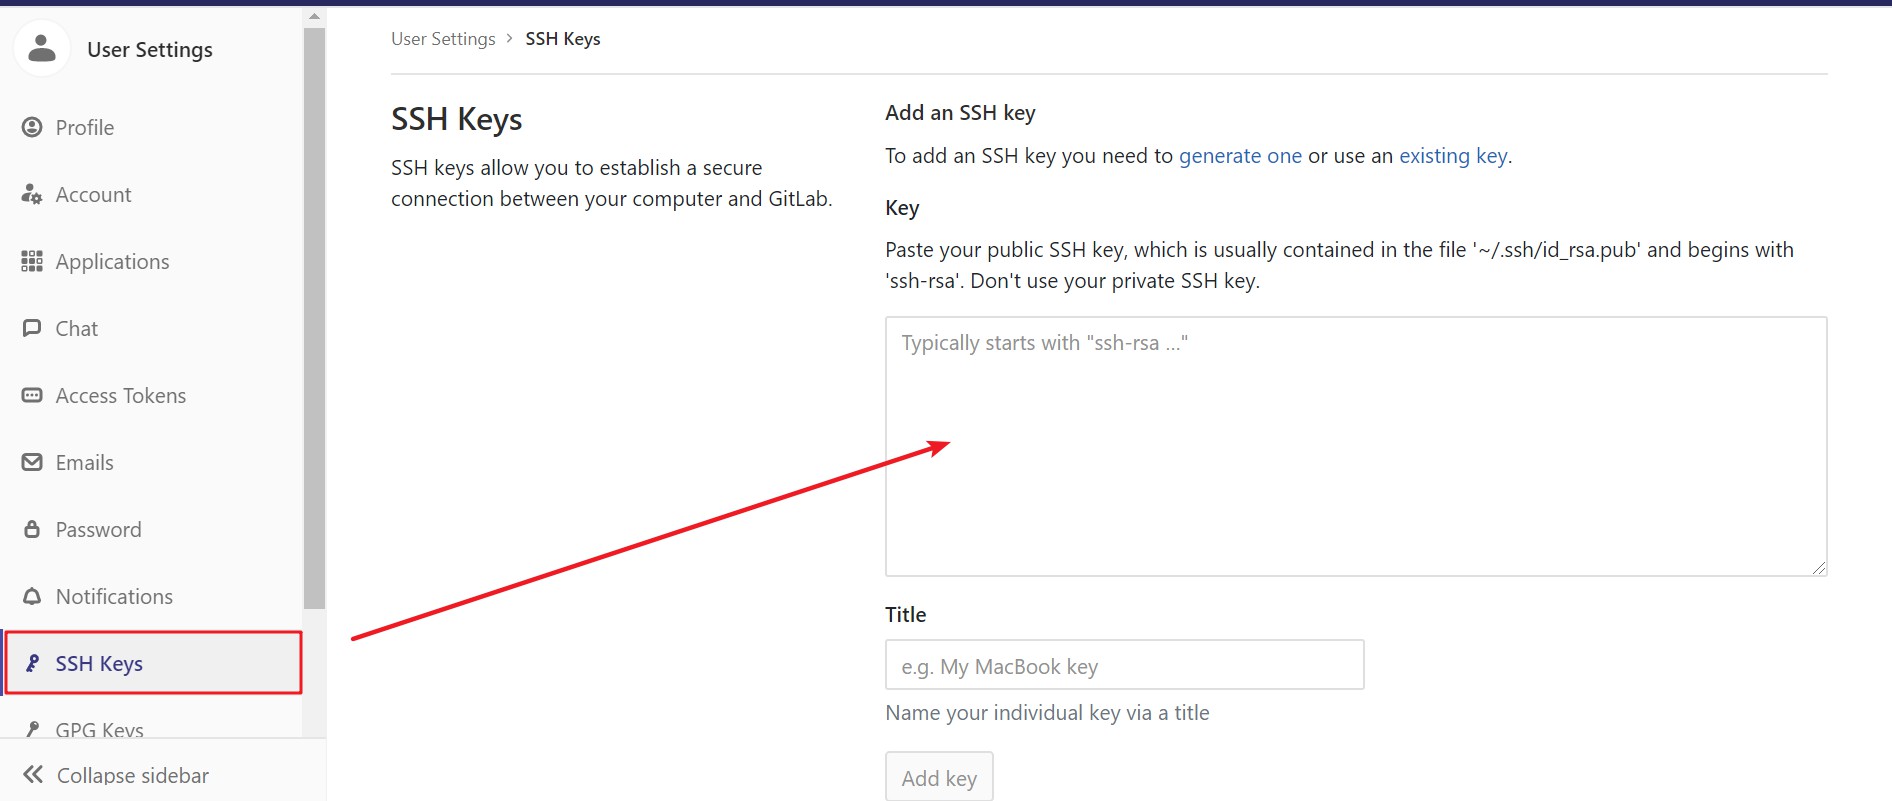 User Settings
Profile
Account
Applications
Chat
Access Tokens
Emails
Password
Notifications
SSH Keys
GPG Keys
Collapse sidebar
User Settings > SSH Keys
SSH Keys
SSH keys allow you to establish a secure
connection between your computer and GitLab.
Add an SSH key
To add an SSH key you need to generate one or use an existing key.
Key
Paste your public SSH key, which is usually contained in the file '~/.ssh/id_rsa.pub' and begins with
'ssh-rsa'. Don't use your private SSH key.
Typically starts with "ssh-rsa ..."
Title
e.g. My MacBook key
Name your individual key via a title
Add key